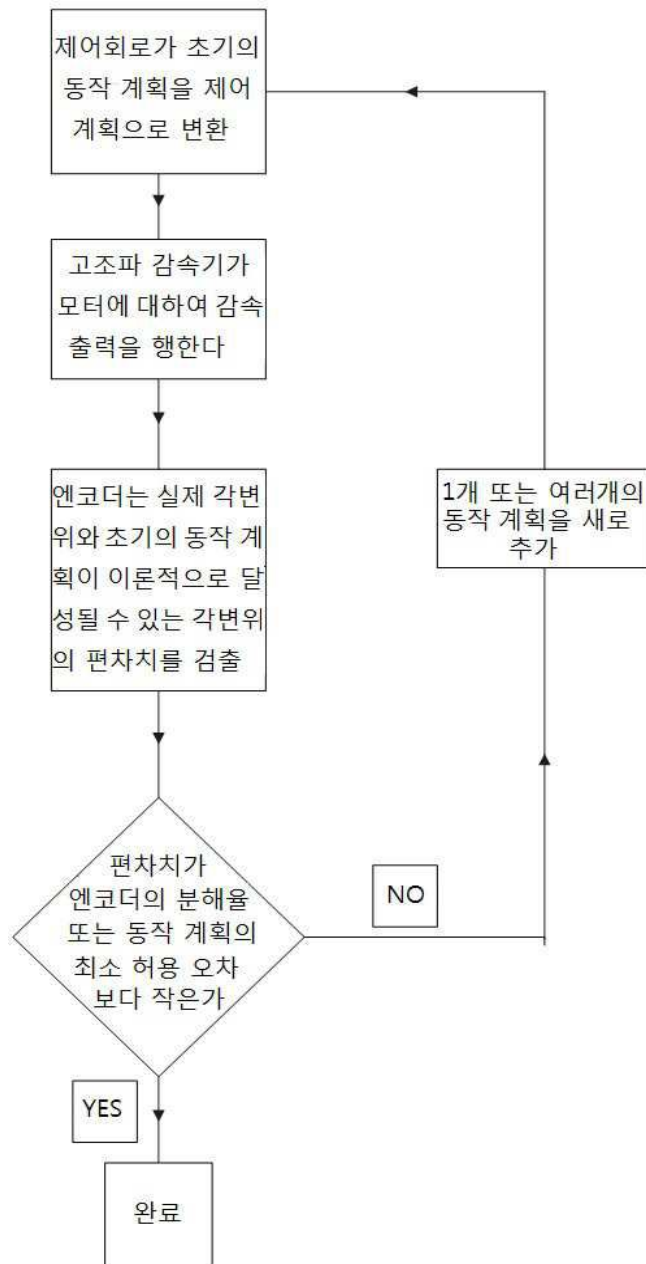 제어회로가 초기의
동작 계획을 제어
계획으로 변환
고조파 감속기가
모터에 대하여 감속
출력을 행한다
엔코더는 실제 각변
위와 초기의 동작 계
획이 이론적으로 달
성될 수 있는 각변위
의 편차치를 검출
1개 또는 여러개의
동작 계획을 새로
추가
편차치가
엔코더의 분해율
또는 동작 계획의
최소 허용 오차
보다 작은가
NO
YES
완료